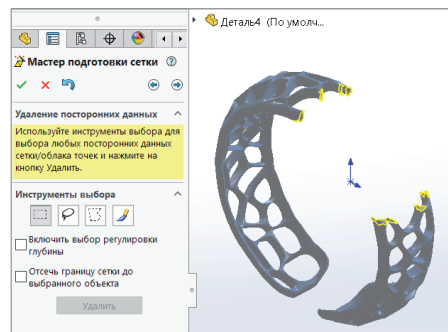 Деталь4 (По умолч...
Мастер подготовки сетки
Удаление посторонних данных
Используйте инструменты выбора для
выбора любых посторонних данных
сетки/облака точек и нажмите на
кнопку Удалить.
Инструменты выбора
Включить выбор регулировки
глубины
Отсечь границу сетки до
выбранного объекта
Удалить